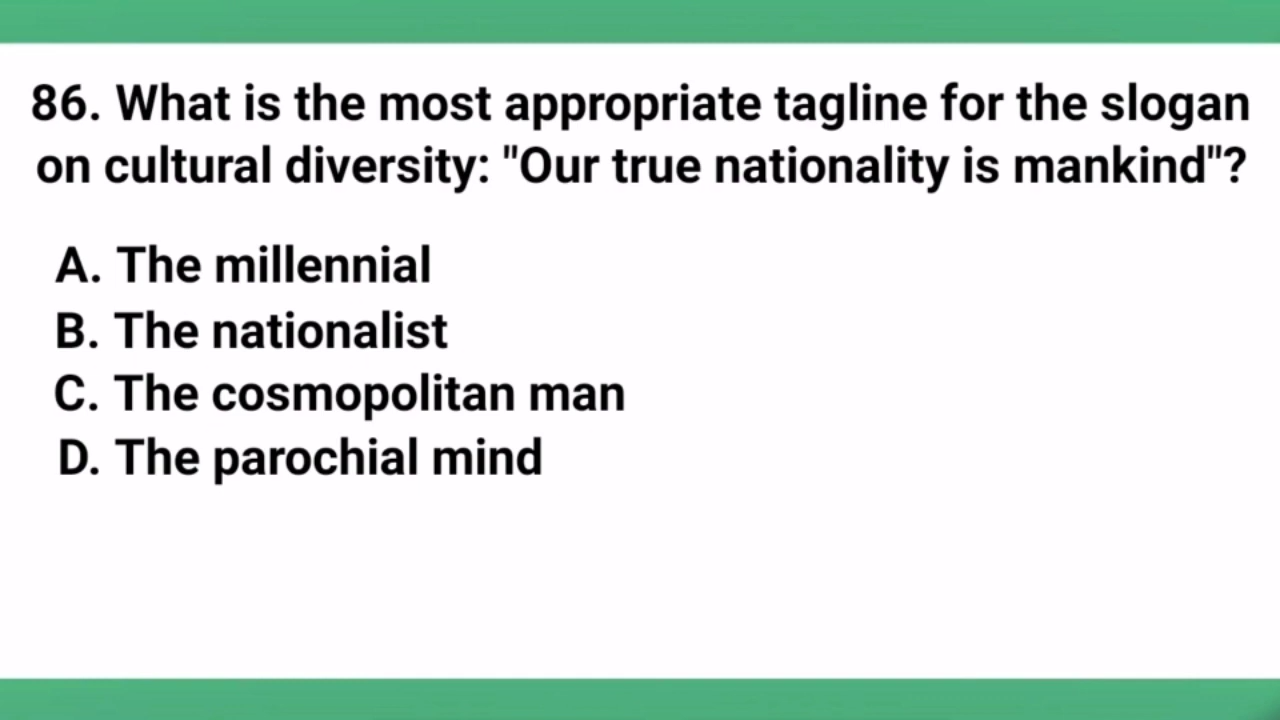 86. What is the most appropriate tagline for the slogan
on cultural diversity: "Our true nationality is mankind"?
A. The millennial
B. The nationalist
C. The cosmopolitan man
D. The parochial mind